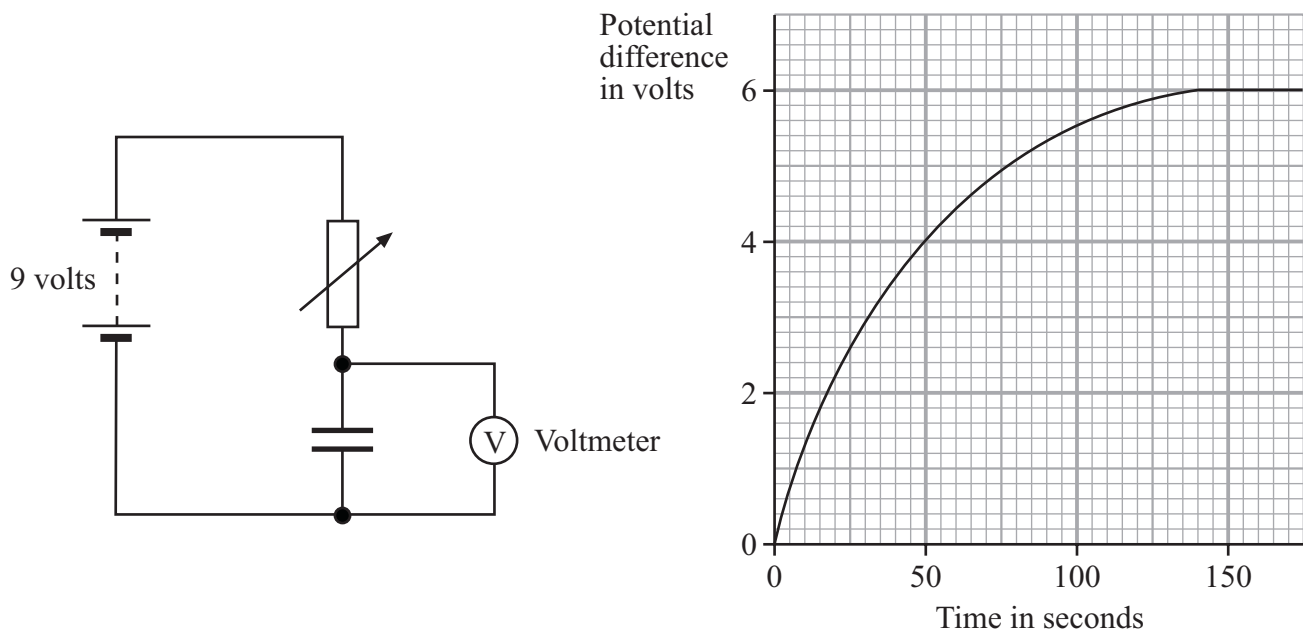 9 volts
V
Voltmeter
Potential
difference
in volts
6
4
2
0
0 50 100 150
Time in seconds